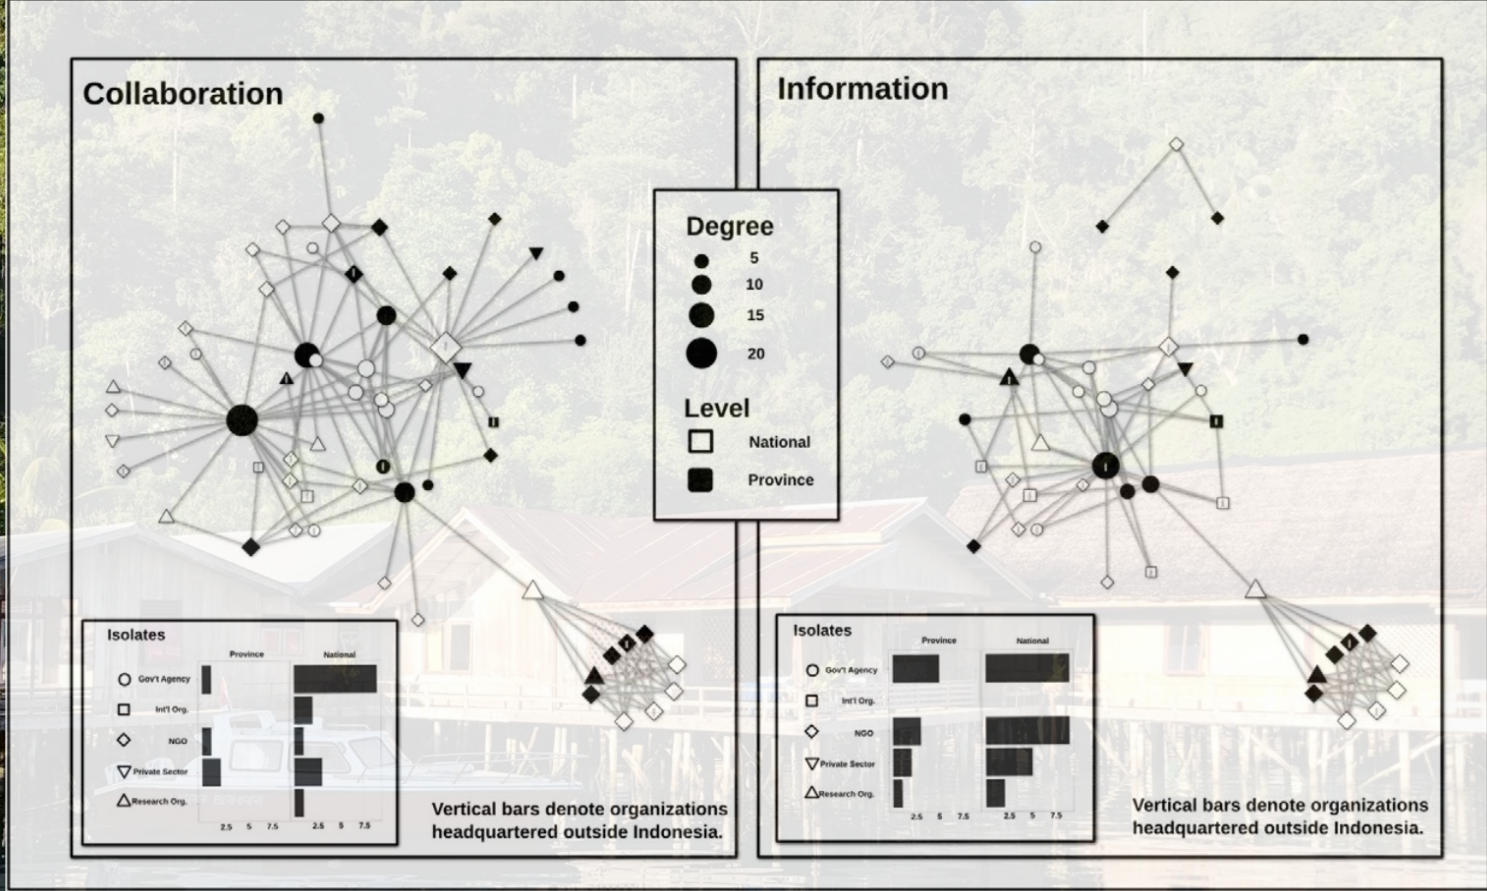 Collaboration
Information
Degree
5
10
15
20
Level
National
Province
Isolates
Province National
Gov't Agency
Int'l Org.
NGO
Private Sector
Research Org.
2.5 5 7.5 2.5 5 7.5
Vertical bars denote organizations
headquartered outside Indonesia.
Isolates
Province National
Gov't Agency
Int'l Org.
NGO
Private Sector
Research Org.
2.5 5 7.5 2.5 5 7.5
Vertical bars denote organizations
headquartered outside Indonesia.